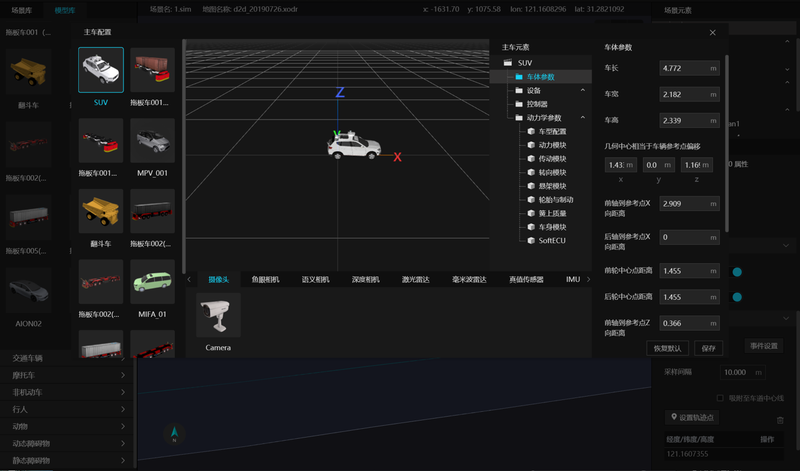 场景库
模型库
场景名: 1.sim
地图名称: d2d_20190726.xodr
x: -1631.70
y: 1075.58
lon: 121.1608296
lat: 31.2821092
场景元素
拖板车001（
翻斗车
拖板车002(...
拖板车005(...
AION02
交通车辆
摩托车
非机动车
行人
动物
动态障碍物
静态障碍物
主车配置
SUV
拖板车001...
拖板车001...
MPV_001
翻斗车
拖板车002(...
拖板车002(...
MIFA_01
Z
Y
X
摄像头
鱼眼相机
语义相机
深度相机
激光雷达
毫米波雷达
真值传感器
IMU
Camera
主车元素
SUV
车体参数
设备
控制器
动力学参数
车型配置
动力模块
传动模块
转向模块
悬架模块
轮胎与制动
簧上质量
车身模块
SoftECU
车体参数
车长
4.772
m
车宽
2.182
m
车高
2.339
m
几何中心相当于车辆参考点偏移
1.43
m
0.0
m
1.16
m
x
y
z
前轴到参考点X向距离
2.909
m
后轴到参考点X向距离
0
m
前轮中心点距离
1.455
m
后轮中心点距离
1.455
m
前轴到参考点Z向距离
0.366
m
恢复默认
保存
an1
0 属性
事件设置
采样间隔
10.000
m
吸附至车道中心线
设置轨迹点
经度/纬度/高度
操作
121.1607355
N